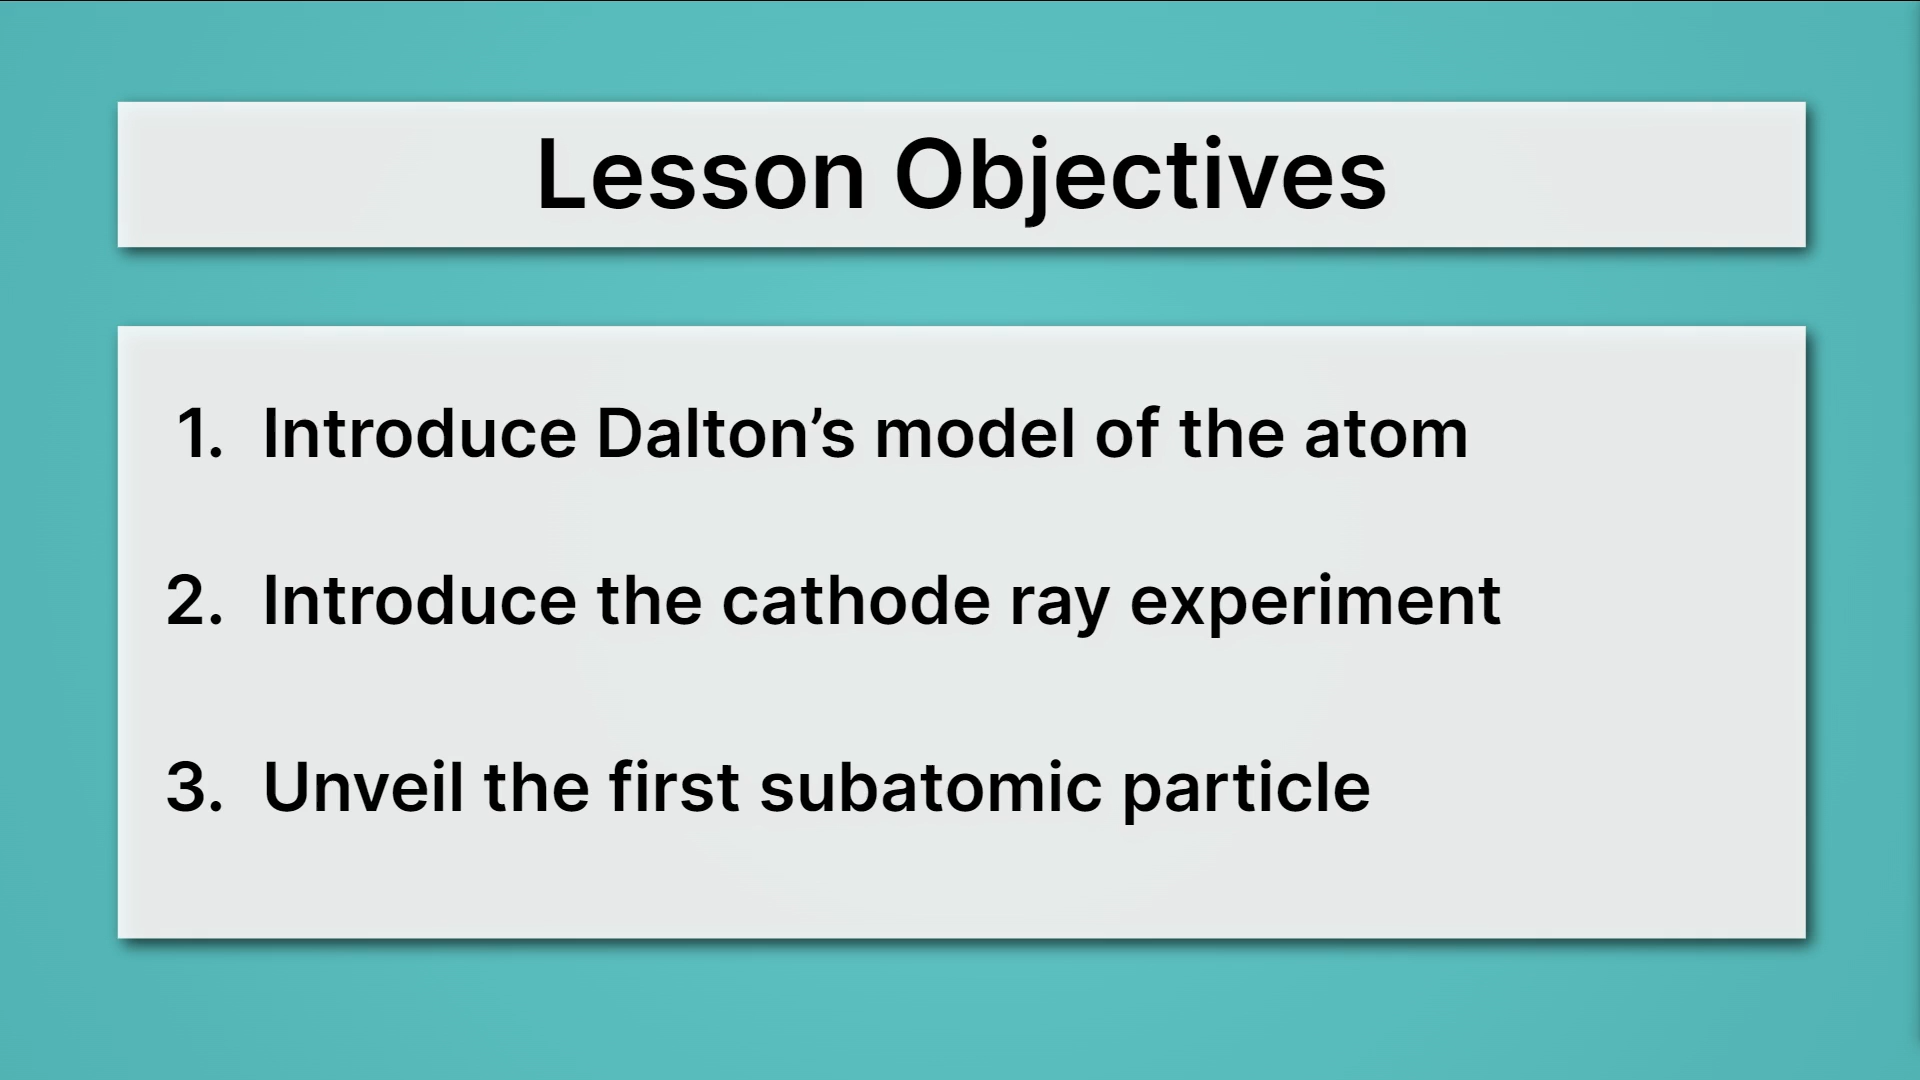 Lesson Objectives
1. Introduce Dalton’s model of the atom
2. Introduce the cathode ray experiment
3. Unveil the first subatomic particle